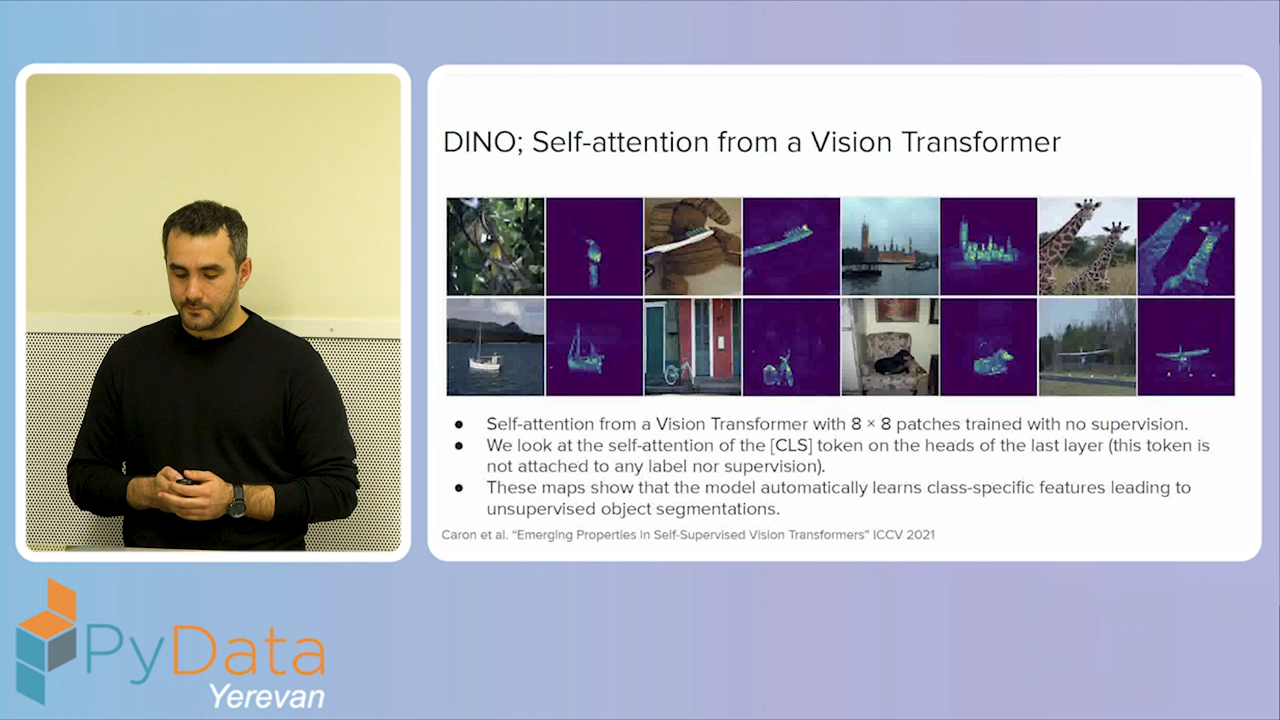 DINO; Self-attention from a Vision Transformer
● Self-attention from a Vision Transformer with 8 × 8 patches trained with no supervision.
● We look at the self-attention of the [CLS] token on the heads of the last layer (this token is
not attached to any label nor supervision).
● These maps show that the model automatically learns class-specific features leading to
unsupervised object segmentations.
Caron et al. “Emerging Properties in Self-Supervised Vision Transformers” ICCV 2021
PyData
Yerevan